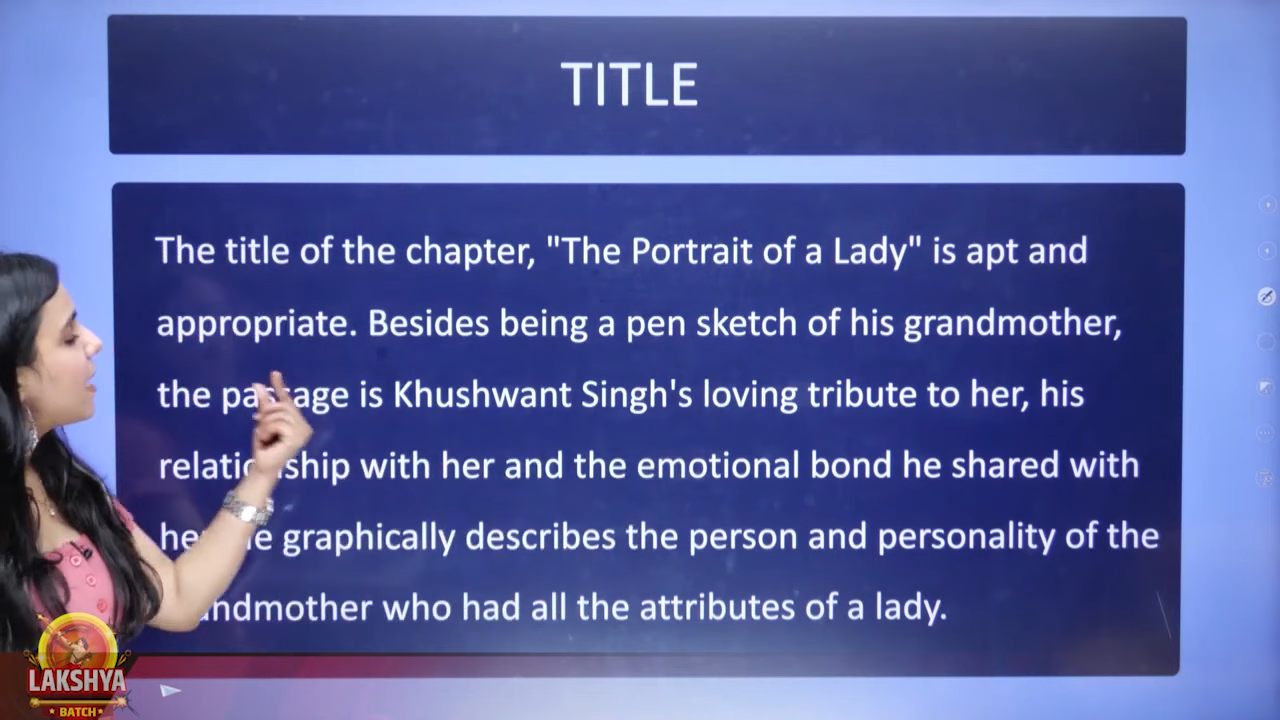 TITLE
The title of the chapter, "The Portrait of a Lady" is apt and
appropriate. Besides being a pen sketch of his grandmother,
the passage is Khushwant Singh's loving tribute to her, his
relationship with her and the emotional bond he shared with
graphically describes the person and personality of the
who had all the attributes of a lady.
LAKSHYA
BATCH